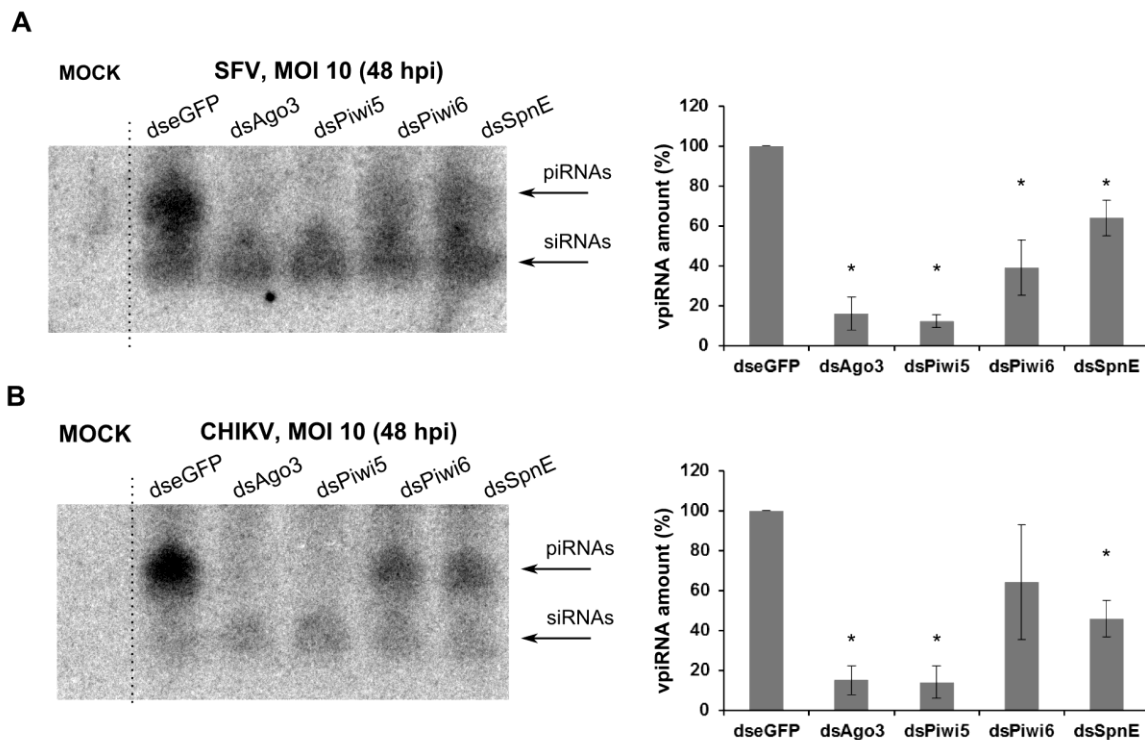 A
MOCK SFV, MOI 10 (48 hpi)
dseGFP dsAgo3 dsPiwi5 dsPiwi6 dsSpnE
piRNAs
siRNAs
vpiRNA amount (%)
120
100
80
60
40
20
0
* * * *
dseGFP dsAgo3 dsPiwi5 dsPiwi6 dsSpnE
B
MOCK CHIKV, MOI 10 (48 hpi)
dseGFP dsAgo3 dsPiwi5 dsPiwi6 dsSpnE
piRNAs
siRNAs
vpiRNA amount (%)
120
100
80
60
40
20
0
* * *
dseGFP dsAgo3 dsPiwi5 dsPiwi6 dsSpnE